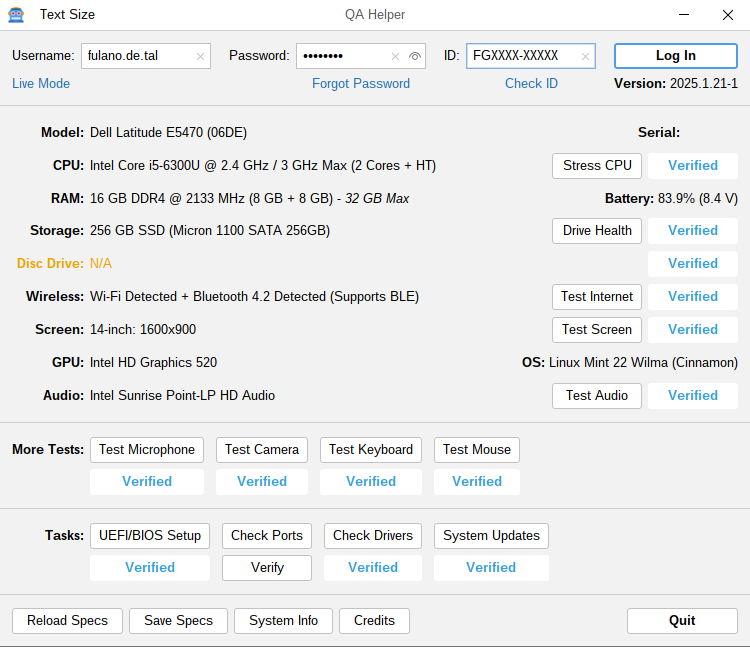 Text Size QA Helper
Username: fulano.de.tal Password: •••••••• ID: FGXXXX-XXXXX Log In
Live Mode Forgot Password Check ID Version: 2025.1.21-1
Model: Dell Latitude E5470 (06DE) Serial:
CPU: Intel Core i5-6300U @ 2.4 GHz / 3 GHz Max (2 Cores + HT) Stress CPU Verified
RAM: 16 GB DDR4 @ 2133 MHz (8 GB + 8 GB) - 32 GB Max Battery: 83.9% (8.4 V)
Storage: 256 GB SSD (Micron 1100 SATA 256GB) Drive Health Verified
Disc Drive: N/A Verified
Wireless: Wi-Fi Detected + Bluetooth 4.2 Detected (Supports BLE) Test Internet Verified
Screen: 14-inch: 1600x900 Test Screen Verified
GPU: Intel HD Graphics 520 OS: Linux Mint 22 Wilma (Cinnamon)
Audio: Intel Sunrise Point-LP HD Audio Test Audio Verified
More Tests: Test Microphone Test Camera Test Keyboard Test Mouse
Verified Verified Verified Verified
Tasks: UEFI/BIOS Setup Check Ports Check Drivers System Updates
Verified Verify Verified Verified
Reload Specs Save Specs System Info Credits Quit